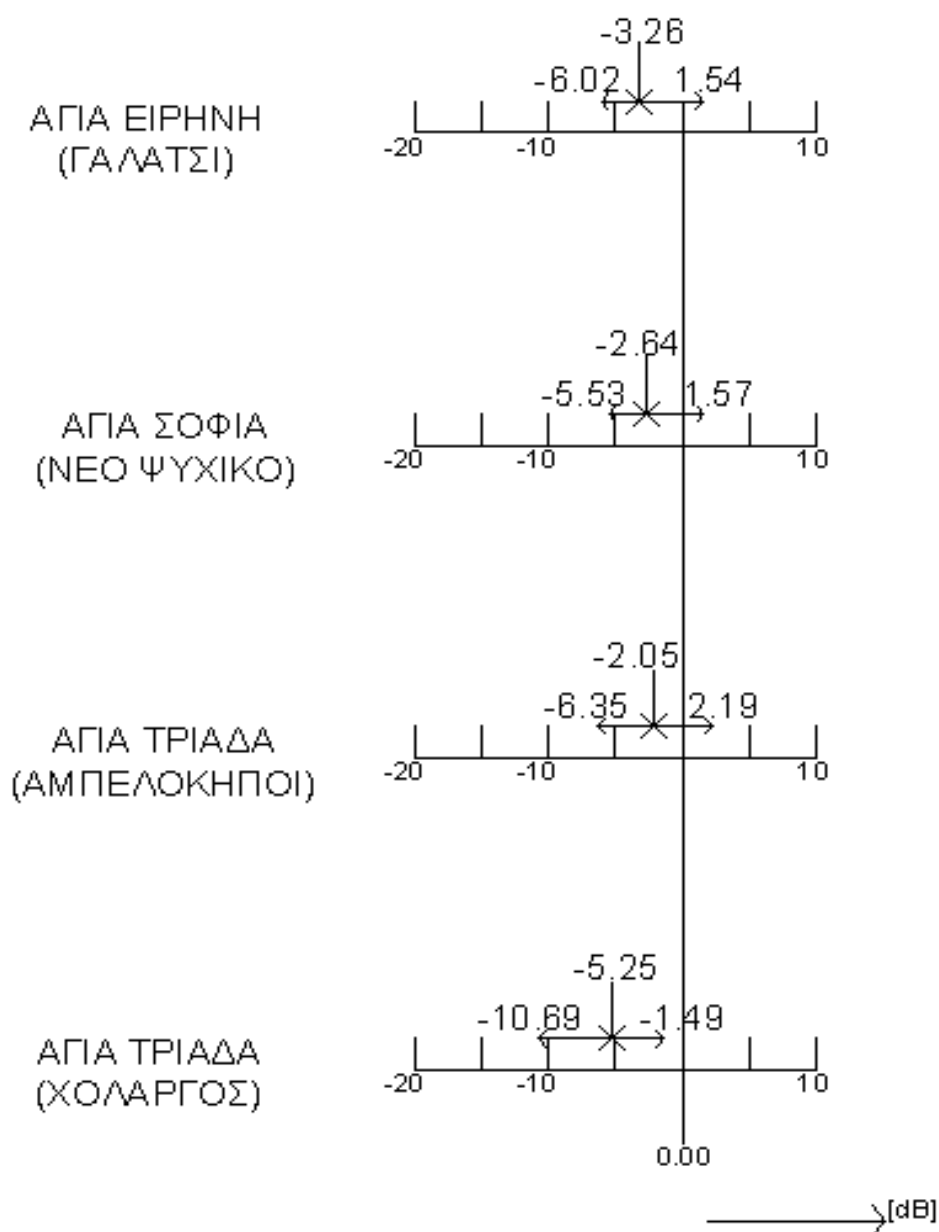 -3.26
-6.02 1.54
ΑΓΙΑ ΕΙΡΗΝΗ
(ΓΑΛΑΤΣΙ)
-20 -10 10
-2.64
-5.53 1.57
ΑΓΙΑ ΣΟΦΙΑ
(ΝΕΟ ΨΥΧΙΚΟ)
-20 -10 10
-2.05
-6.35 2.19
ΑΓΙΑ ΤΡΙΑΔΑ
(ΑΜΠΕΛΟΚΗΠΟΙ)
-20 -10 10
-5.25
-10.69 -1.49
ΑΓΙΑ ΤΡΙΑΔΑ
(ΧΟΛΑΡΓΟΣ)
-20 -10 10
0.00
[dB]